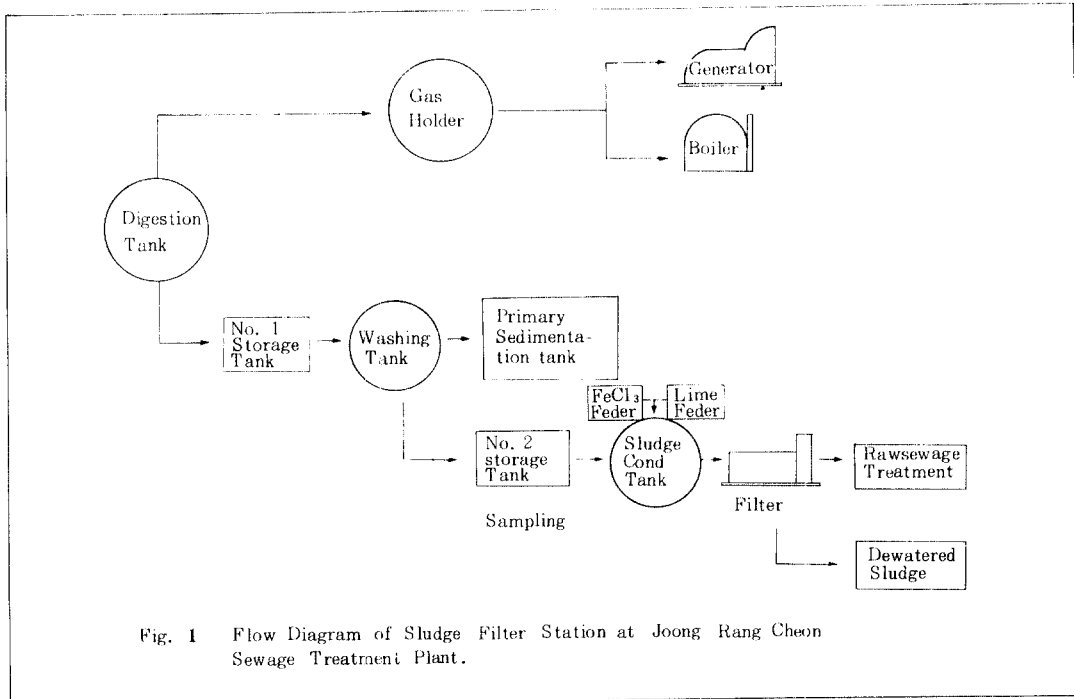 Generator
Gas
Holder
Boiler
Digestion
Tank
No. 1
Storage
Tank
Washing
Tank
Primary
Sedimenta-
tion tank
FeCl₃
Feder
Lime
Feder
No. 2
storage
Tank
Sludge
Cond
Tank
Rawsewage
Treatment
Filter
Sampling
Dewatered
Sludge
Fig. 1 Flow Diagram of Sludge Filter Station at Joong Rang Cheon
Sewage Treatment Plant.